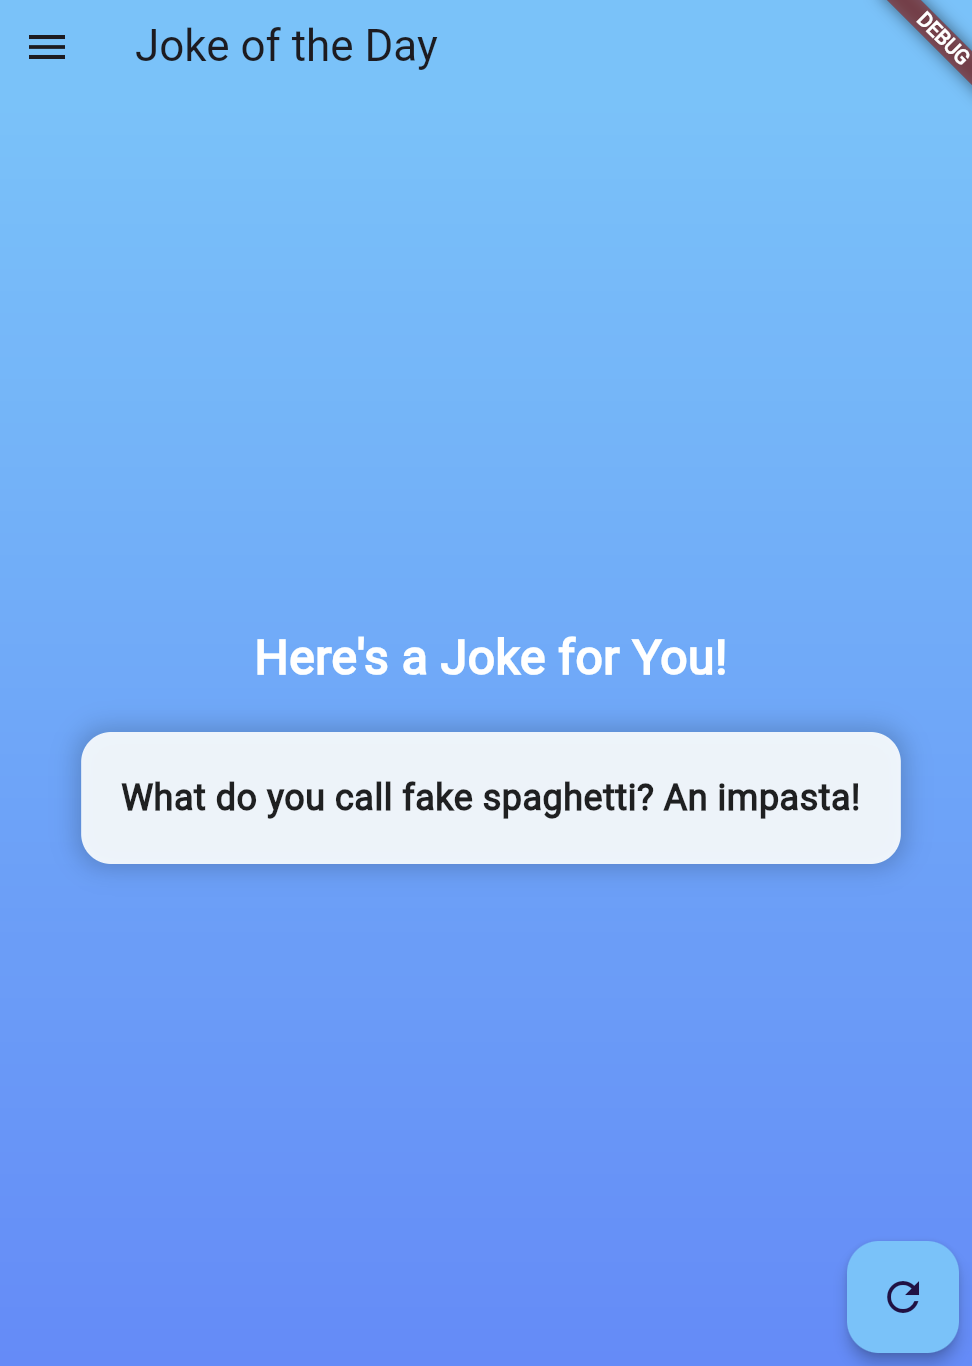 Joke of the Day
DEBUG
Here's a Joke for You!
What do you call fake spaghetti? An impasta!